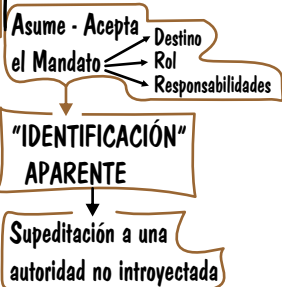 Asume - Acepta
el Mandato
Destino
Rol
Responsabilidades
"IDENTIFICACIÓN"
APARENTE
Supeditación a una
autoridad no introyectada